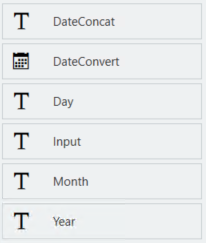 T DateConcat
DateConvert
T Day
T Input
T Month
T Year